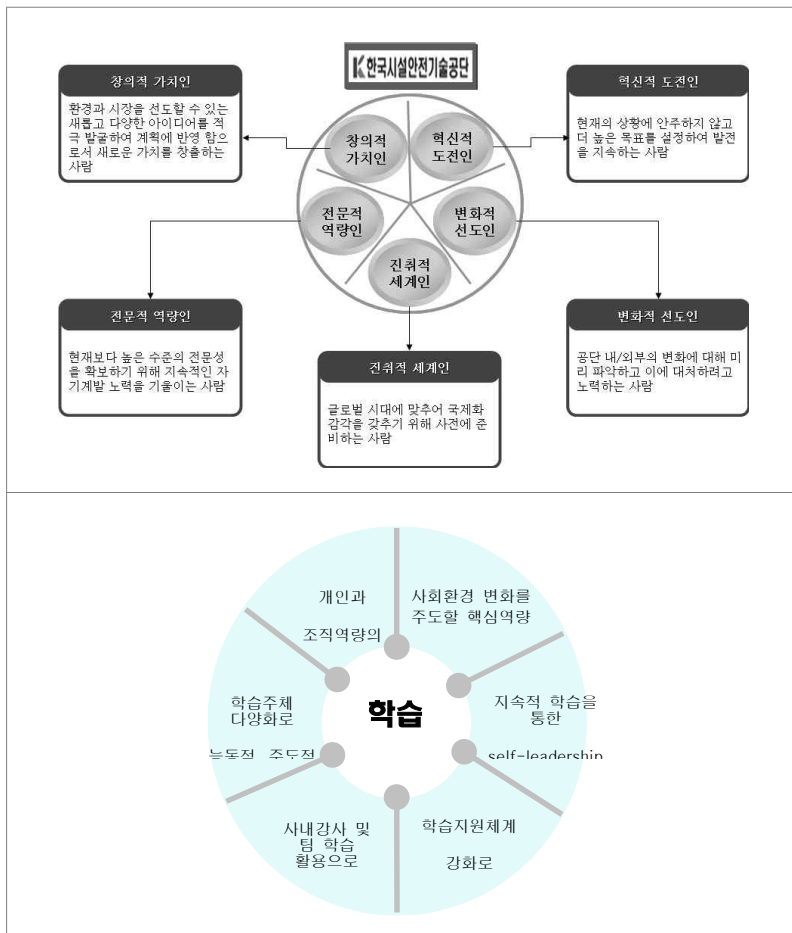 한국시설안전기술공단
창의적 가치인
환경과 시장을 선도할 수 있는
새롭고 다양한 아이디어를 적
극 발굴하여 계획에 반영 함으
로서 새로운 가치를 창출하는
사람
혁신적 도전인
현재의 상황에 안주하지 않고
더 높은 목표를 설정하여 발전
을 지속하는 사람
창의적
가치인
혁신적
도전인
전문적
역량인
변화적
선도인
진취적
세계인
전문적 역량인
현재보다 높은 수준의 전문성
을 확보하기 위해 지속적인 자
기계발 노력을 기울이는 사람
진취적 세계인
글로벌 시대에 맞추어 국제화
감각을 갖추기 위해 사전에 준
비하는 사람
변화적 선도인
공단 내/외부의 변화에 대해 미
리 파악하고 이에 대처하려고
노력하는 사람
개인과
조직역량의
사회환경 변화를
주도할 핵심역량
학습주체
다양화로
능동적, 주도적
학습
지속적 학습을
통한
self-leadership
사내강사 및
팀 학습
활용으로
학습지원체계
강화로